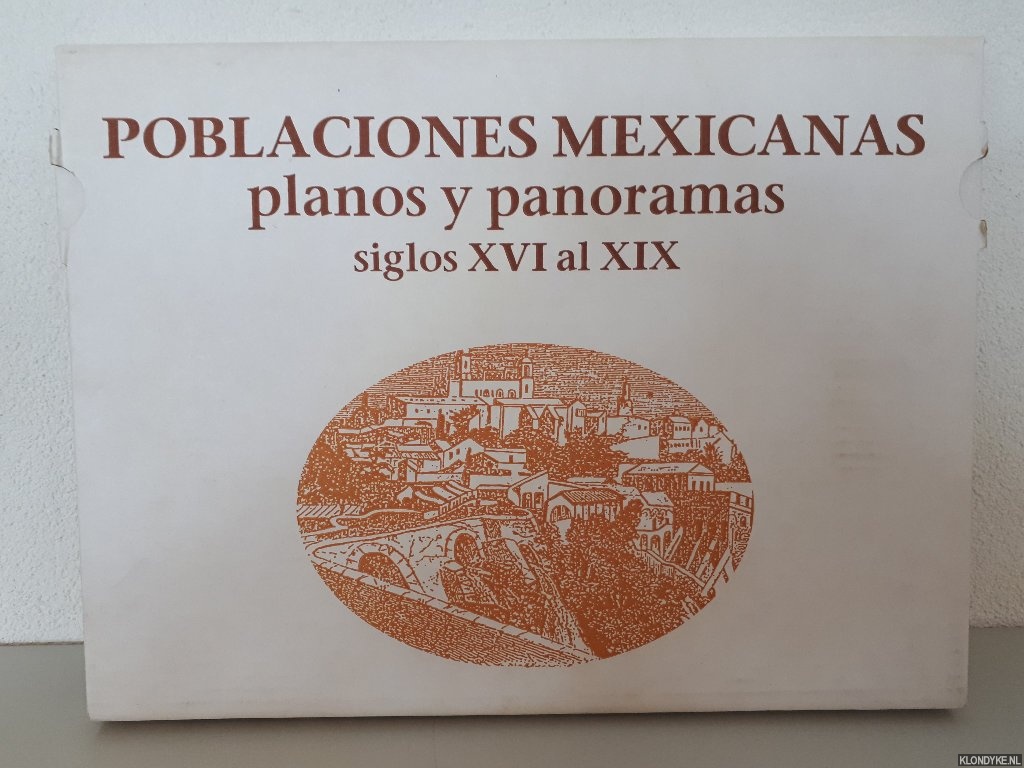 POBLACIONES MEXICANAS
planos y panoramas
siglos XVI al XIX
KLONDYKE.NL